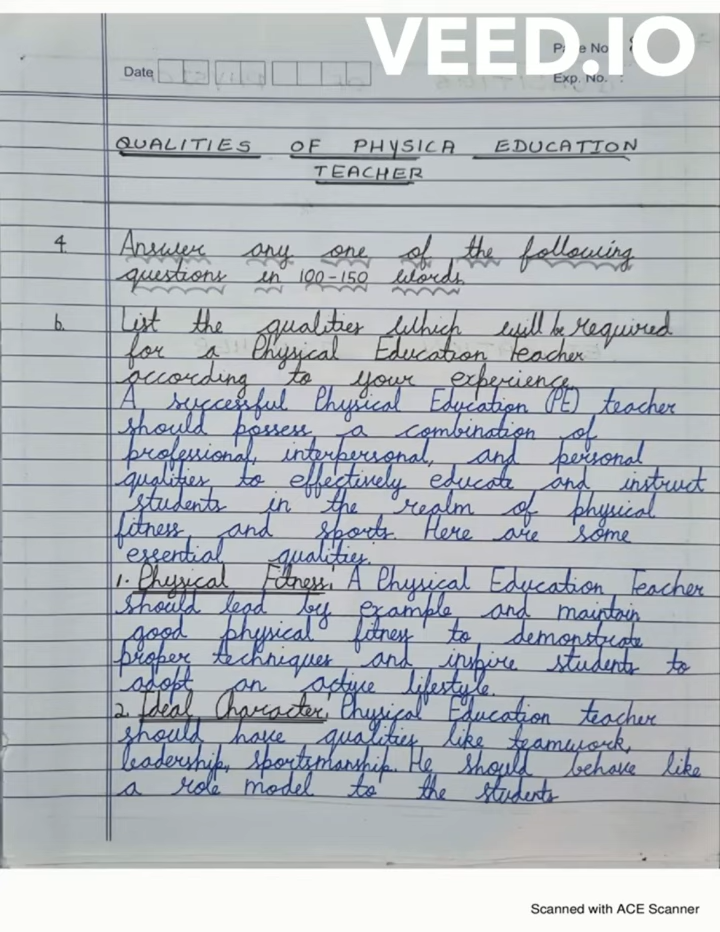 VEED.IO
Page No
Date
Exp. No. :
QUALITIES OF PHYSICA EDUCATION
TEACHER
4. Answer any one of the following
questions in 100-150 words.
b. List the qualities which will be required
for a Physical Education Teacher
according to your experience.
A successful Physical Education (PE) teacher
should possess a combination of
professional, interpersonal, and personal
qualities to effectively educate and instruct
students in the realm of physical
fitness and sports. Here are some
essential qualities.
1. Physical Fitness: A Physical Education Teacher
should lead by example and maintain
good physical fitness to demonstrate
proper techniques and inspire students to
adopt an active lifestyle.
2. Ideal Character: Physical Education teacher
should have qualities like teamwork,
leadership, sportsmanship. He should behave like
a role model to the students
Scanned with ACE Scanner